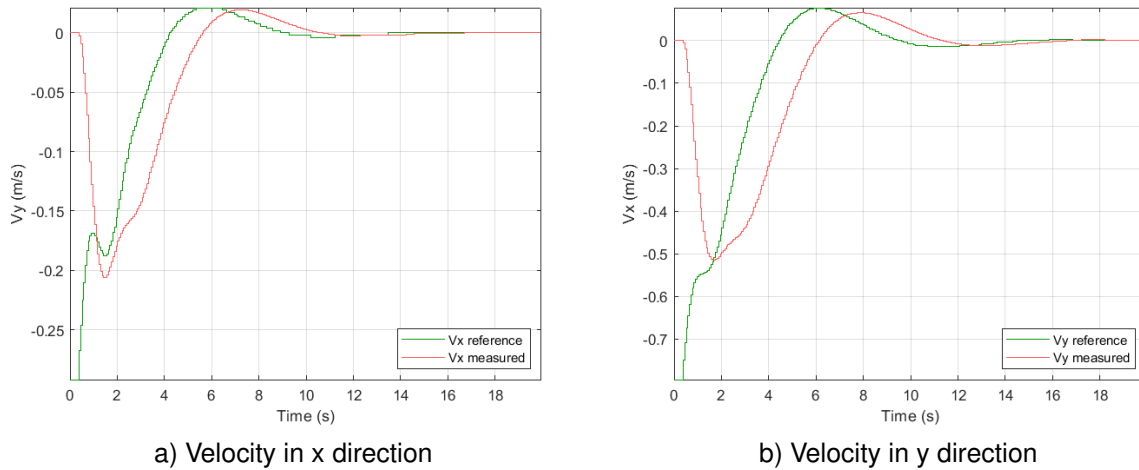 0
-0.05
-0.1
-0.15
-0.2
-0.25
Vy (m/s)
0 2 4 6 8 10 12 14 16 18
Time (s)
Vx reference
Vx measured
a) Velocity in x direction
0
-0.1
-0.2
-0.3
-0.4
-0.5
-0.6
-0.7
Vx (m/s)
0 2 4 6 8 10 12 14 16 18
Time (s)
Vy reference
Vy measured
b) Velocity in y direction